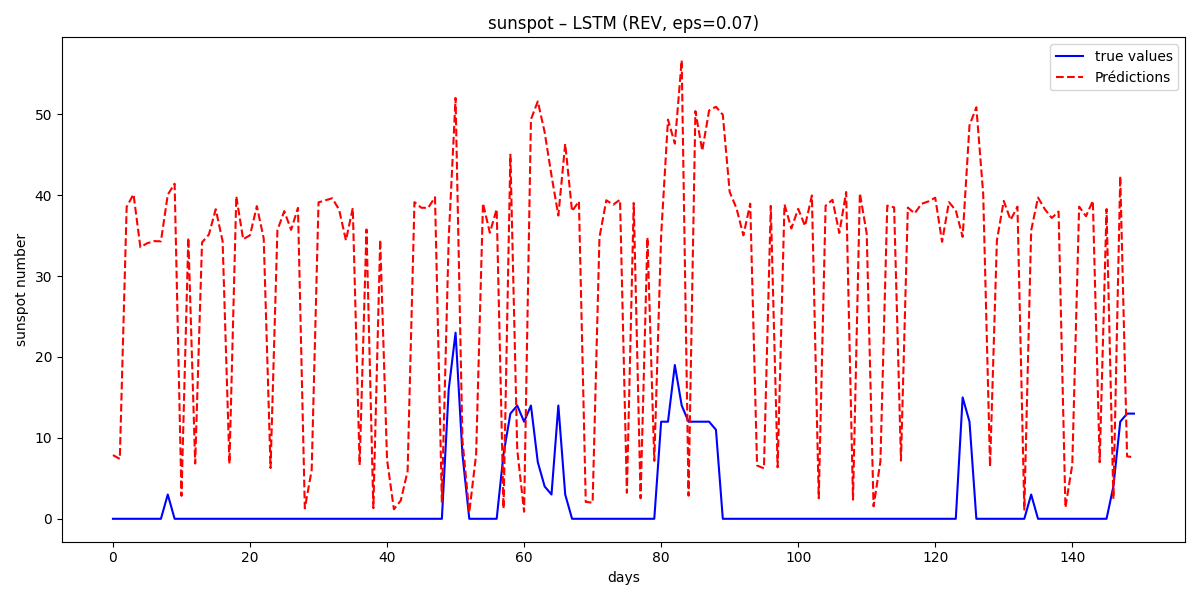 sunspot – LSTM (REV, eps=0.07)
true values
Prédictions
sunspot number
50
40
30
20
10
0
0 20 40 60 80 100 120 140
days